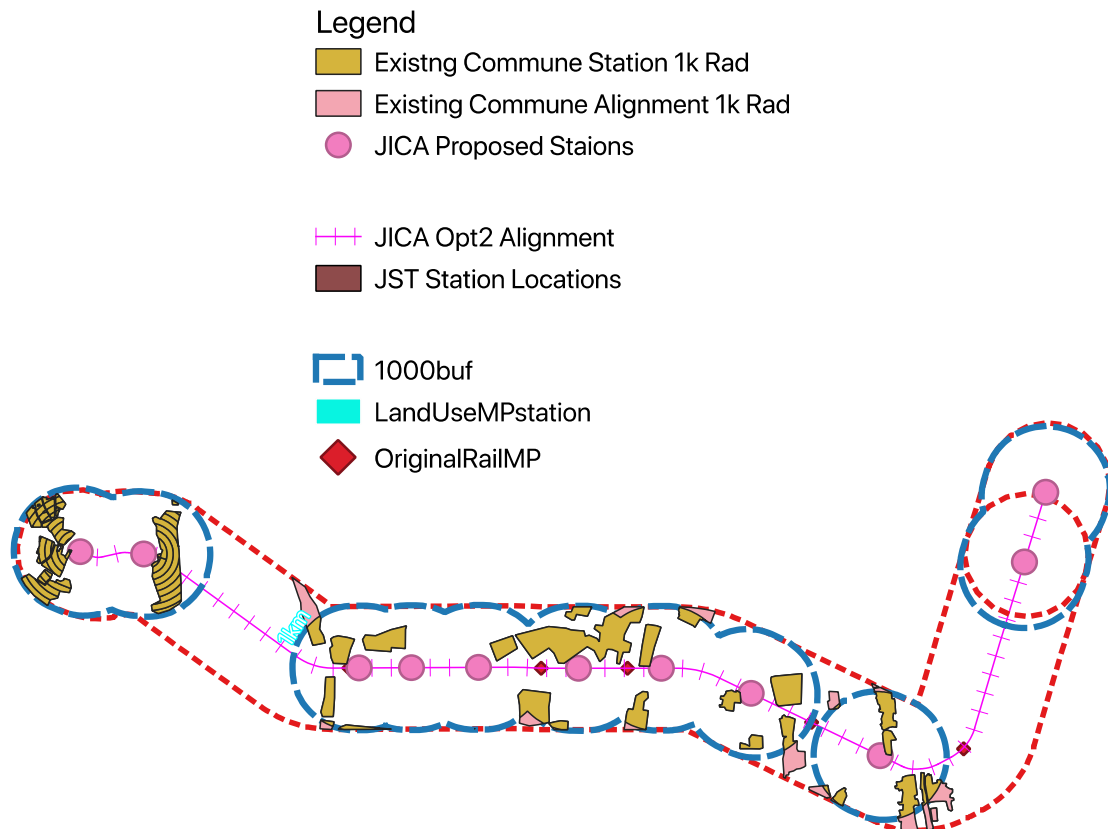 Legend
Existng Commune Station 1k Rad
Existing Commune Alignment 1k Rad
JICA Proposed Staions
JICA Opt2 Alignment
JST Station Locations
1000buf
LandUseMPstation
OriginalRailMP
1km